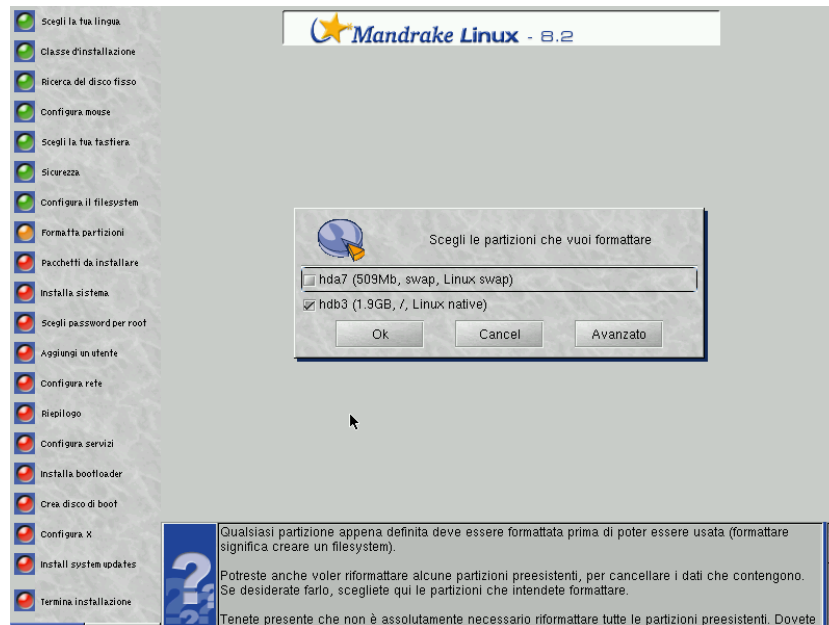 Scegli la tua lingua
Classe d'installazione
Ricerca del disco fisso
Configura mouse
Scegli la tua tastiera
Sicurezza
Configura il filesystem
Formatta partizioni
Pacchetti da installare
Installa sistema
Scegli password per root
Aggiungi un utente
Configura rete
Riepilogo
Configura servizi
Installa bootloader
Crea disco di boot
Configura X
Install system updates
Termina installazione
Mandrake Linux - 8.2
Scegli le partizioni che vuoi formattare
hda7 (509Mb, swap, Linux swap)
hdb3 (1.9GB, /, Linux native)
Ok Cancel Avanzato
Qualsiasi partizione appena definita deve essere formattata prima di poter essere usata (formattare
significa creare un filesystem).
Potreste anche voler riformattare alcune partizioni preesistenti, per cancellare i dati che contengono.
Se desiderate farlo, scegliete qui le partizioni che intendete formattare.
Tenete presente che non è assolutamente necessario riformattare tutte le partizioni preesistenti. Dovete